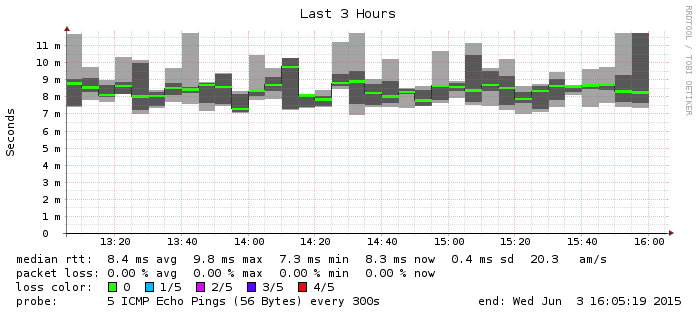 Last 3 Hours
RRDTOOL / TOBI OETIKER
Seconds
11 m
10 m
9 m
8 m
7 m
6 m
5 m
4 m
3 m
2 m
1 m
0
13:20 13:40 14:00 14:20 14:40 15:00 15:20 15:40 16:00
median rtt: 8.4 ms avg 9.8 ms max 7.3 ms min 8.3 ms now 0.4 ms sd 20.3 am/s
packet loss: 0.00 % avg 0.00 % max 0.00 % min 0.00 % now
loss color: 0 1/5 2/5 3/5 4/5
probe: 5 ICMP Echo Pings (56 Bytes) every 300s end: Wed Jun 3 16:05:19 2015